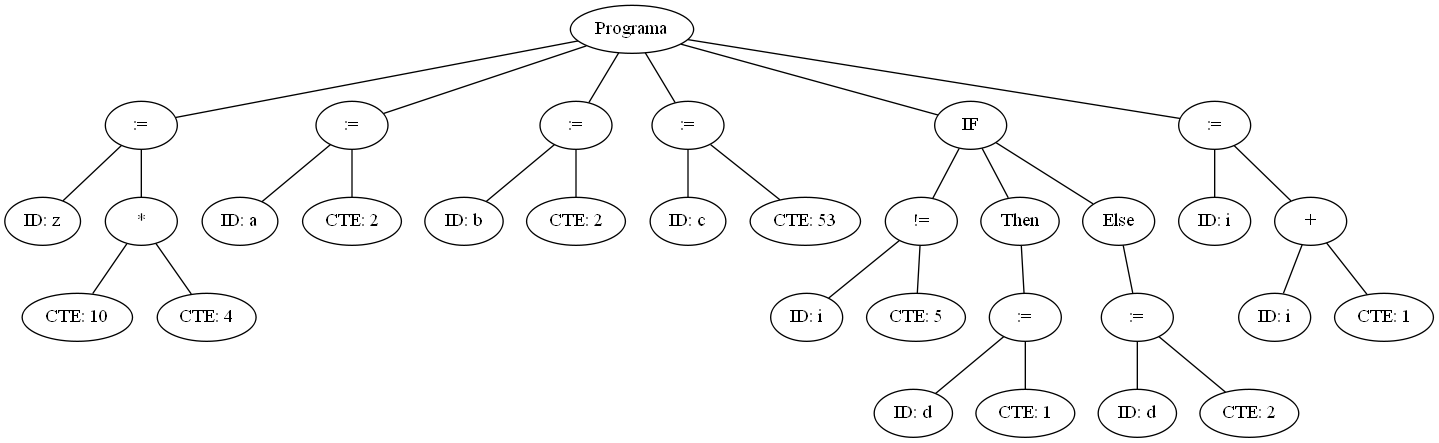 Programa
:= := := := IF :=
ID: z * ID: a CTE: 2 ID: b CTE: 2 ID: c CTE: 53 != Then Else ID: i +
CTE: 10 CTE: 4 ID: i CTE: 5 := := ID: i CTE: 1
ID: d CTE: 1 ID: d CTE: 2